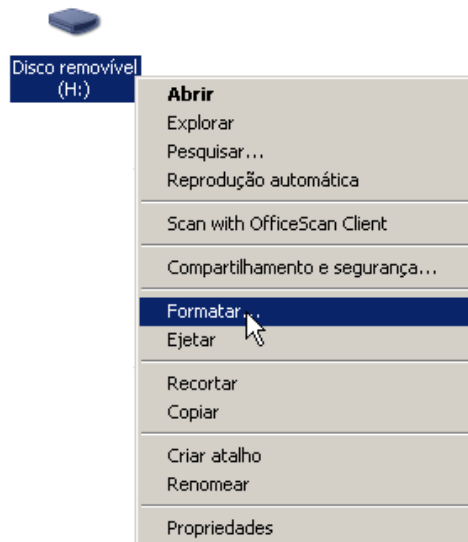 Disco removível
(H:)
Abrir
Explorar
Pesquisar...
Reprodução automática
Scan with OfficeScan Client
Compartilhamento e segurança...
Formatar...
Ejetar
Recortar
Copiar
Criar atalho
Renomear
Propriedades